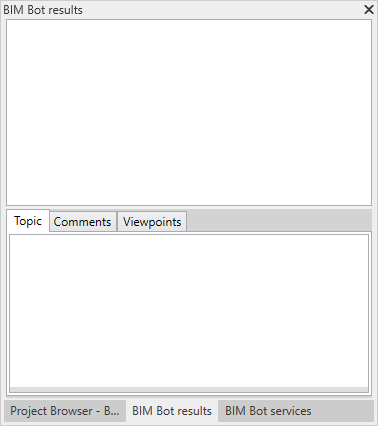 BIM Bot results
Topic Comments Viewpoints
Project Browser - B... BIM Bot results BIM Bot services